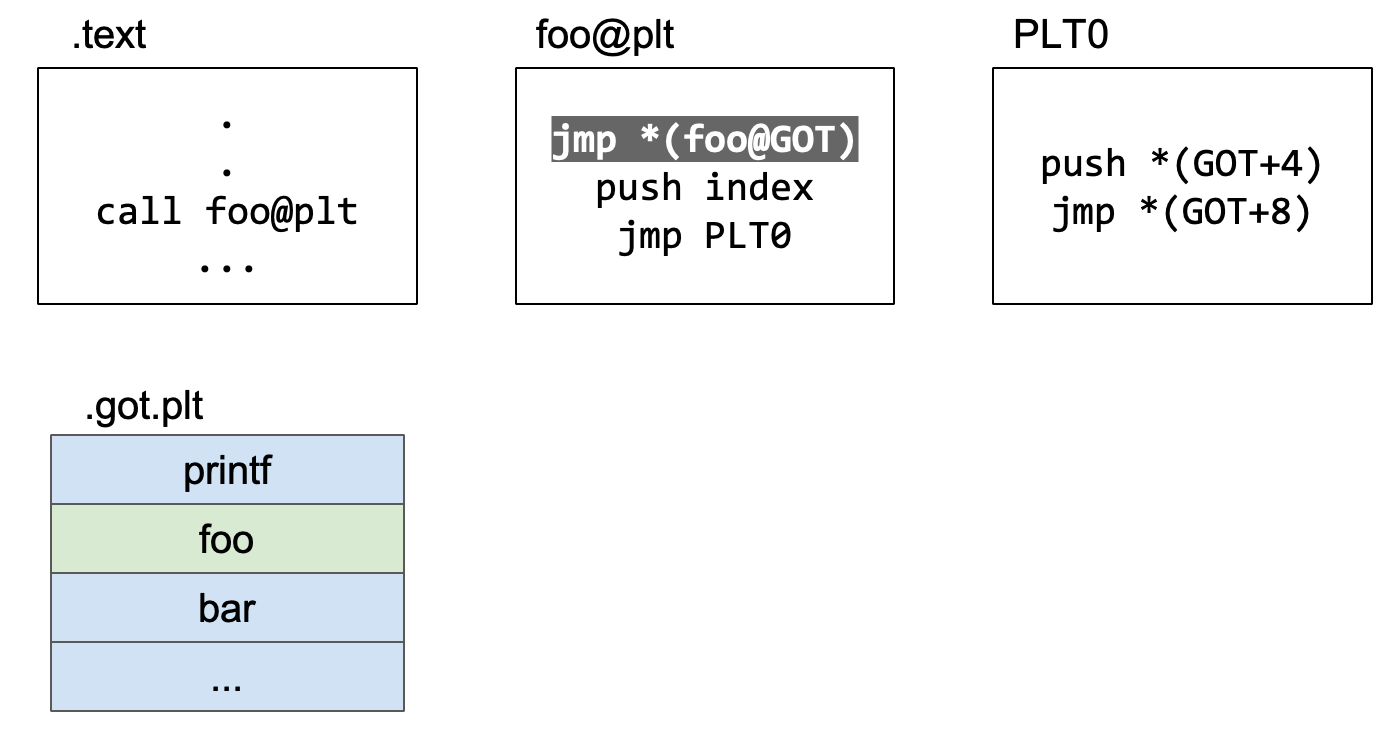 .text
.
.
call foo@plt
...
foo@plt
jmp *(foo@GOT)
push index
jmp PLT0
PLT0
push *(GOT+4)
jmp *(GOT+8)
.got.plt
printf
foo
bar
...